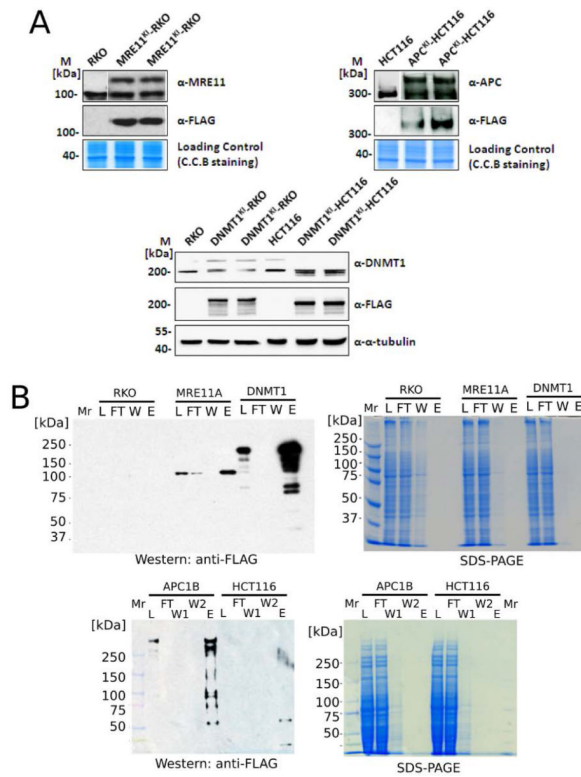 A
M
[kDa]
RKO
MRE11KI-RKO
MRE11KI-RKO
100-
α-MRE11
100-
α-FLAG
40-
Loading Control
(C.C.B staining)
M
[kDa]
HCT116
APCKI-HCT116
APCKI-HCT116
300-
α-APC
300-
α-FLAG
40-
Loading Control
(C.C.B staining)
M
[kDa]
RKO
DNMT1KI-RKO
DNMT1KI-RKO
HCT116
DNMT1KI-HCT116
DNMT1KI-HCT116
200-
α-DNMT1
200-
α-FLAG
55-
40-
α-α-tubulin
B
RKO MRE11A DNMT1
Mr L FT W E L FT W E L FT W E
[kDa]
250
150
100
75
50
37
Western: anti-FLAG
RKO MRE11A DNMT1
Mr L FT W E L FT W E L FT W E
[kDa]
250
150
100
75
50
37
SDS-PAGE
APC1B HCT116
Mr FT W2 FT W2
L W1 E L W1 E
[kDa]
250
150
100
75
50
Western: anti-FLAG
APC1B HCT116
FT W2 FT W2 Mr
L W1 E L W1 E
[kDa]
250
150
100
75
50
SDS-PAGE